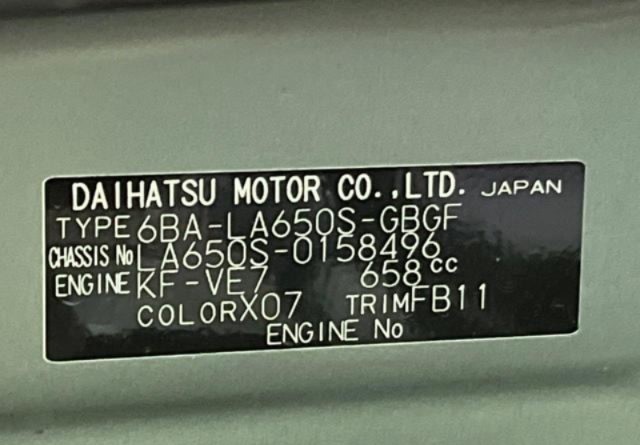 DAIHATSU MOTOR CO.,LTD. JAPAN
TYPE 6BA-LA650S-GBGF
CHASSIS No LA650S-0158496
ENGINE KF-VE7 658cc
COLOR X07 TRIM FB11
ENGINE No